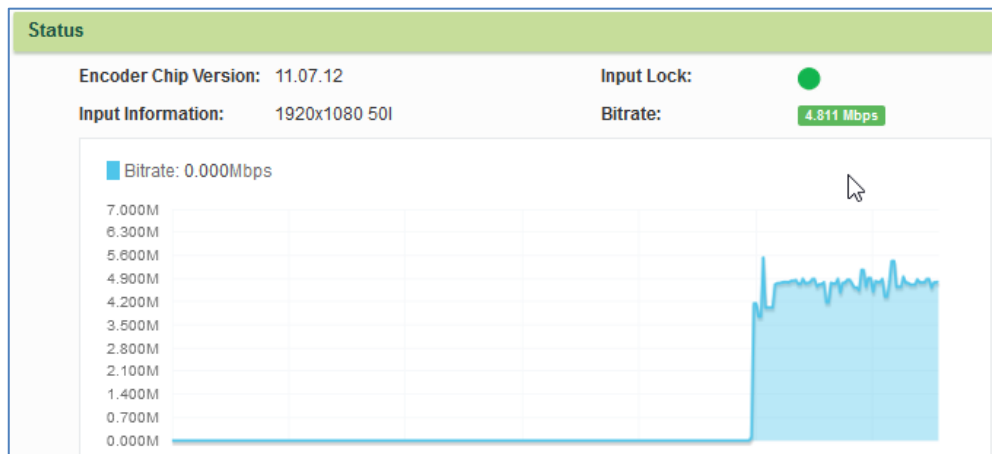 Status
Encoder Chip Version: 11.07.12 Input Lock:
Input Information: 1920x1080 50I Bitrate: 4.811 Mbps
Bitrate: 0.000Mbps
7.000M
6.300M
5.600M
4.900M
4.200M
3.500M
2.800M
2.100M
1.400M
0.700M
0.000M